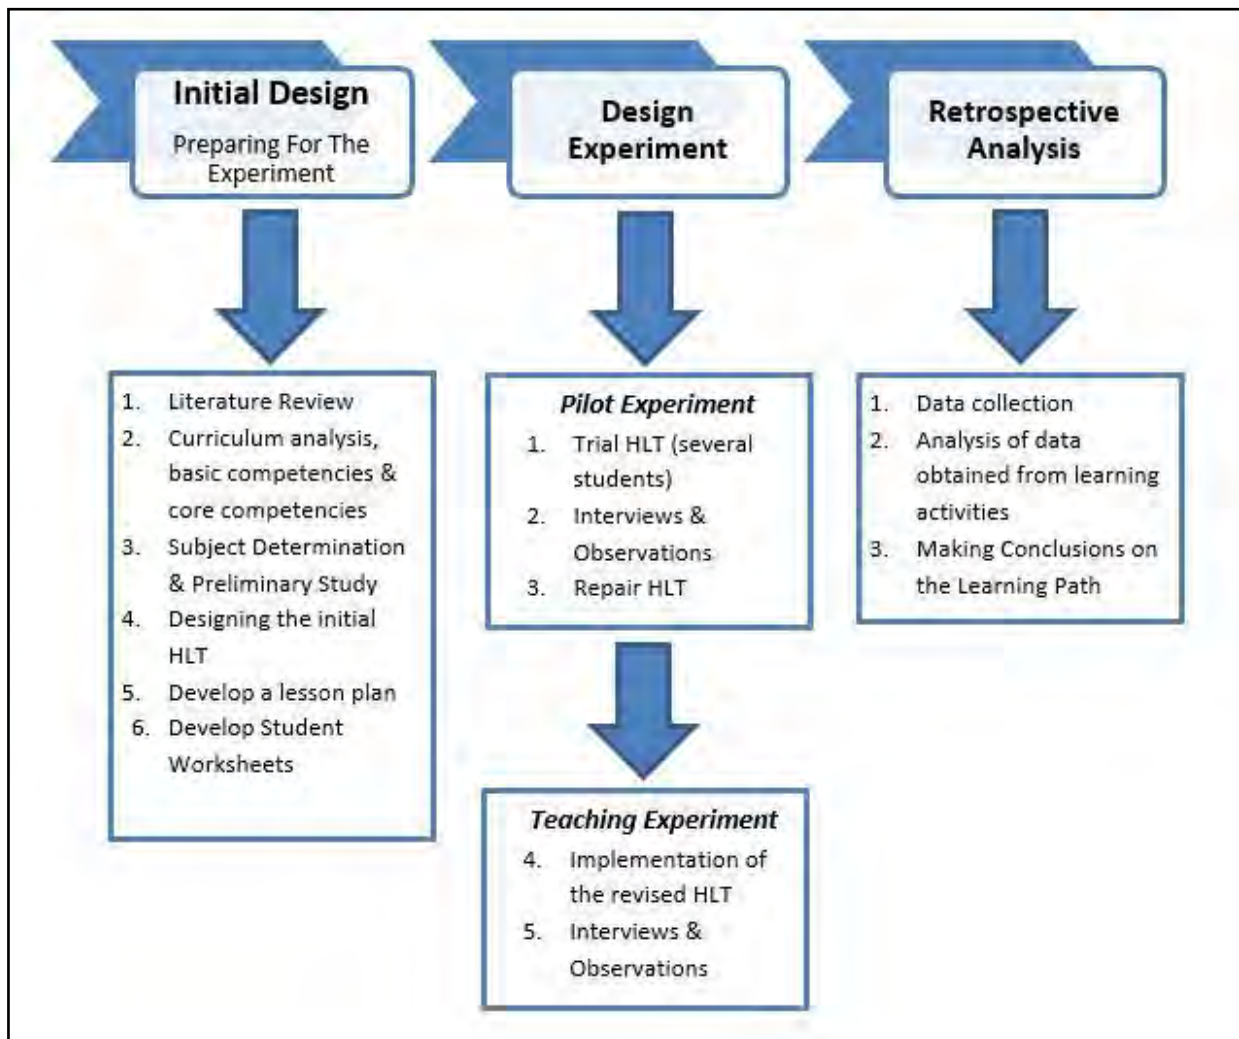 Initial Design
Preparing For The
Experiment
Design
Experiment
Retrospective
Analysis
1. Literature Review
2. Curriculum analysis,
basic competencies &
core competencies
3. Subject Determination
& Preliminary Study
4. Designing the initial
HLT
5. Develop a lesson plan
6. Develop Student
Worksheets
Pilot Experiment
1. Trial HLT (several
students)
2. Interviews &
Observations
3. Repair HLT
Teaching Experiment
4. Implementation of
the revised HLT
5. Interviews &
Observations
1. Data collection
2. Analysis of data
obtained from learning
activities
3. Making Conclusions on
the Learning Path